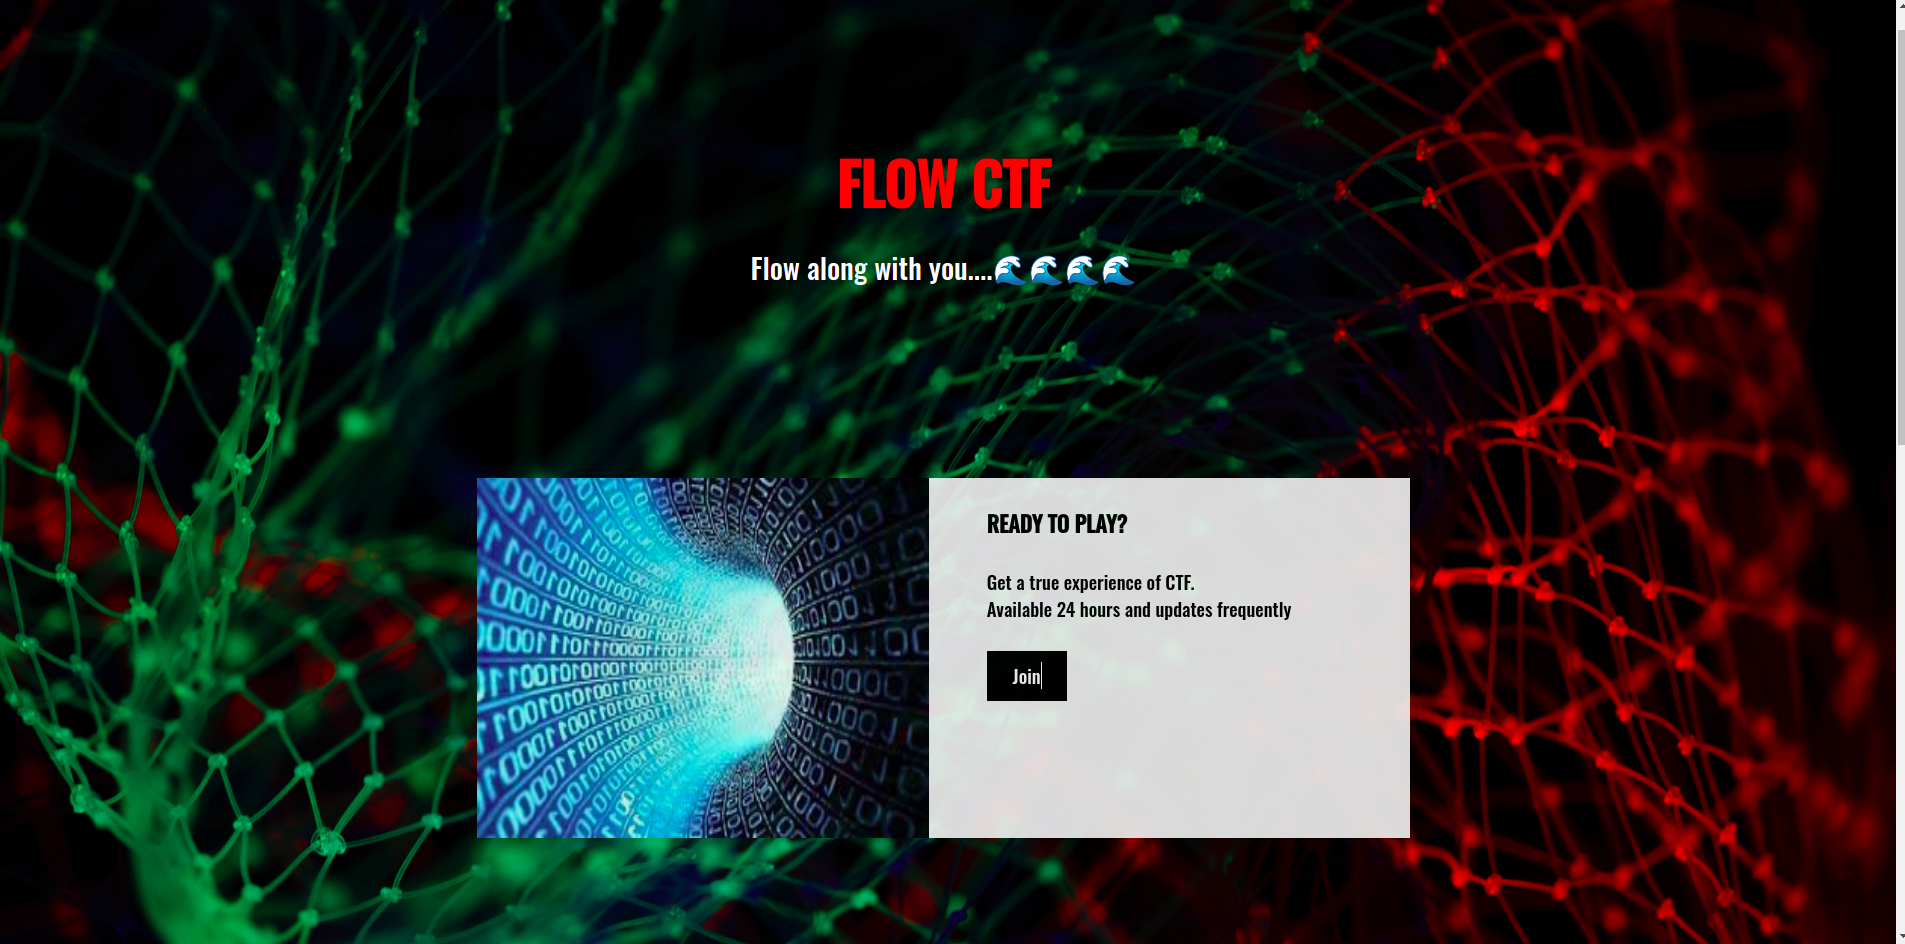 FLOW CTF
Flow along with you....🌊🌊🌊🌊
READY TO PLAY?
Get a true experience of CTF.
Available 24 hours and updates frequently
Join